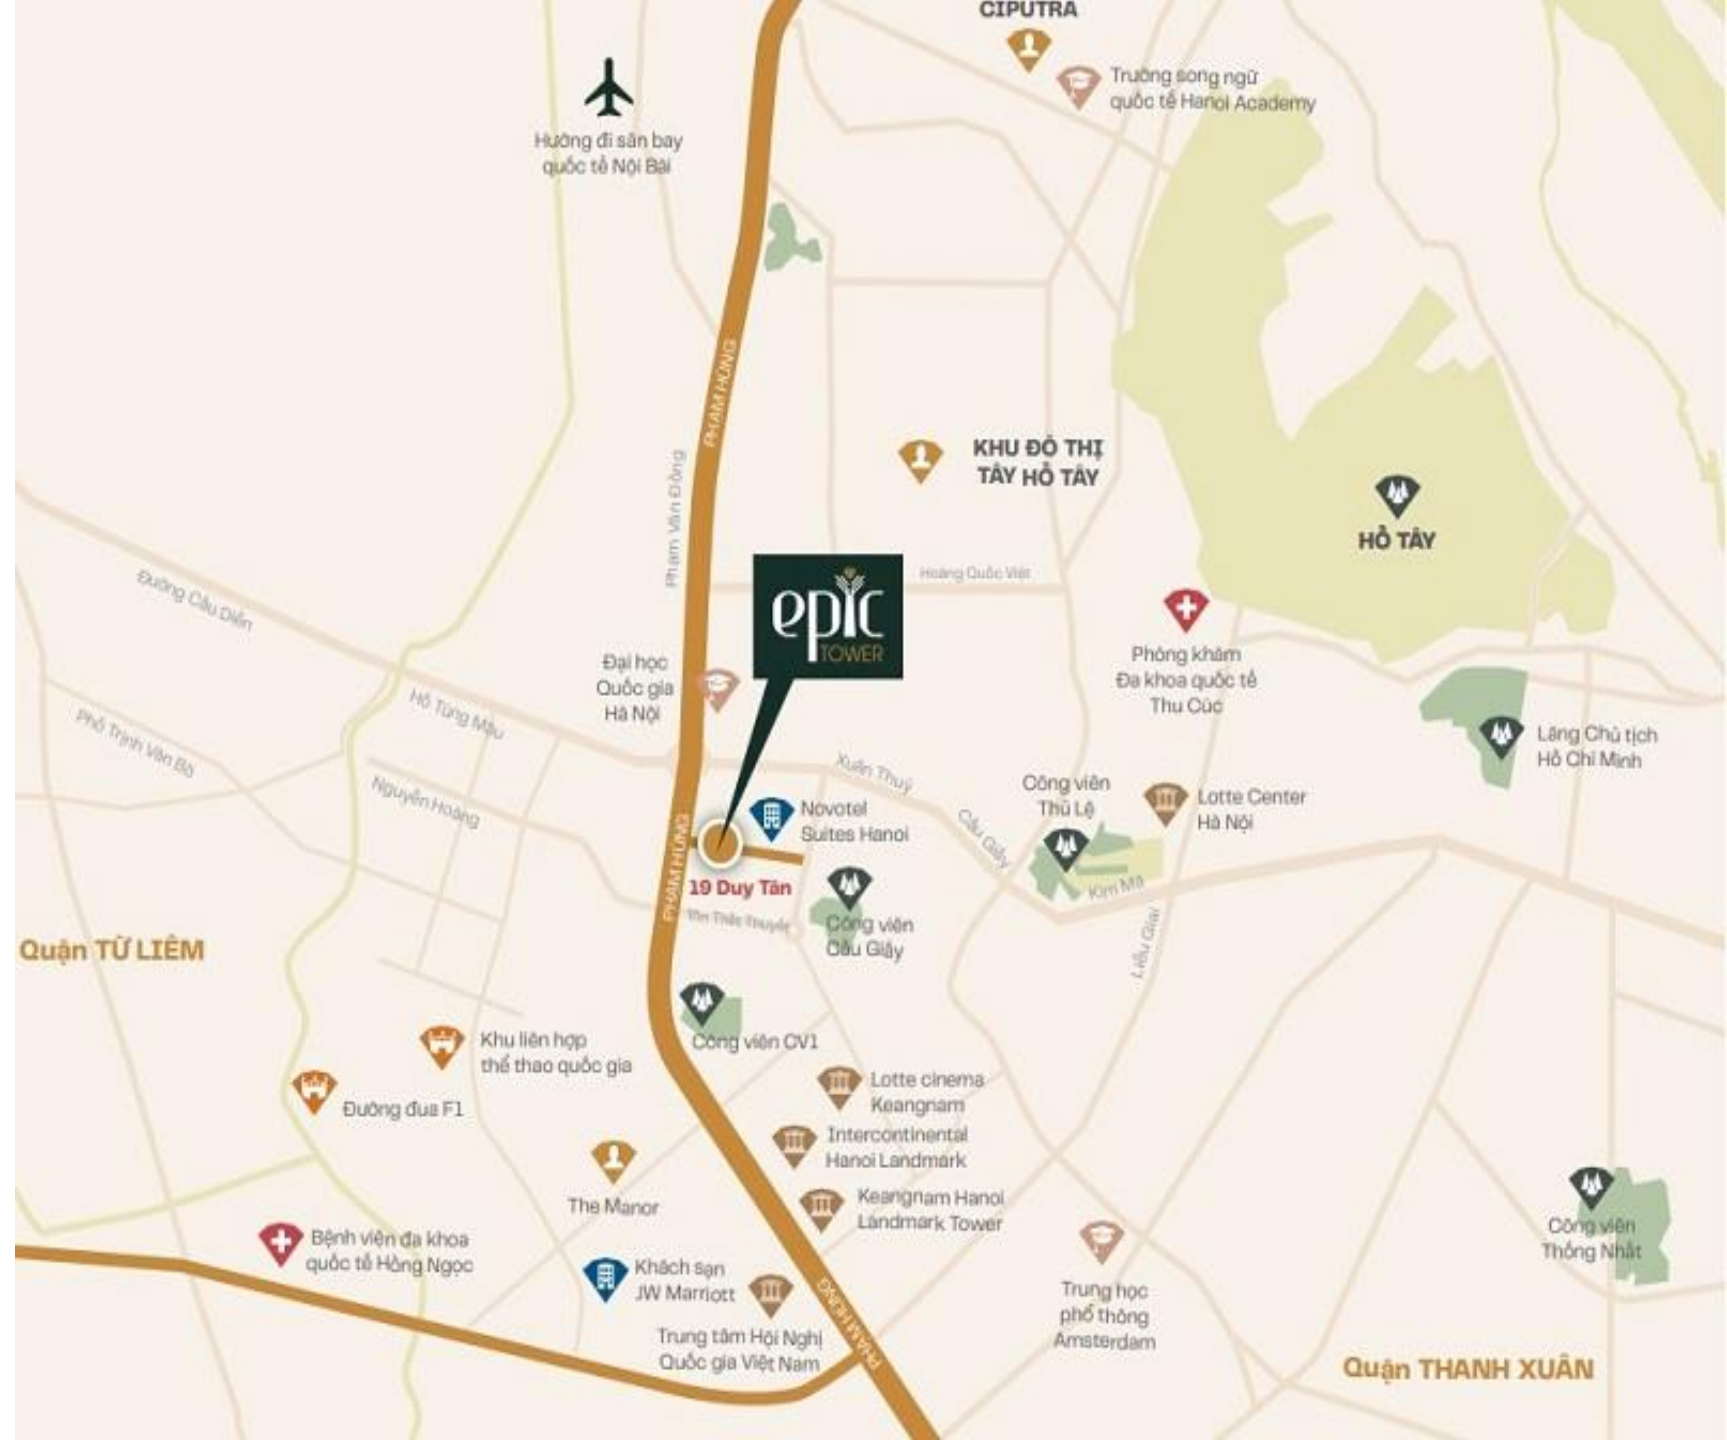 CIPUTRA
Trường song ngữ
quốc tế Hanoi Academy
Hướng đi sân bay
quốc tế Nội Bài
PHẠM HÙNG
Phạm Văn Đồng
KHU ĐÔ THỊ
TÂY HỒ TÂY
HỒ TÂY
Hoàng Quốc Việt
Đường Cầu Diễn
epic
TOWER
Đại học
Quốc gia
Hà Nội
Phòng khám
Đa khoa quốc tế
Thu Cúc
Hồ Tùng Mậu
Phố Trịnh Văn Bô
Lăng Chủ tịch
Hồ Chí Minh
Xuân Thuỷ
Nguyễn Hoàng
Công viên
Thủ Lệ
Lotte Center
Hà Nội
Novotel
Suites Hanoi
Cầu Giấy
PHẠM HÙNG
19 Duy Tân
Kim Mã
Tôn Thất Thuyết
Công viên
Cầu Giấy
Liễu Giai
Quận TỪ LIÊM
Công viên CV1
Khu liên hợp
thể thao quốc gia
Đường đua F1
Lotte cinema
Keangnam
Intercontinental
Hanoi Landmark
The Manor
Keangnam Hanoi
Landmark Tower
Công viên
Thống Nhất
Bệnh viện đa khoa
quốc tế Hồng Ngọc
Khách sạn
JW Marriott
PHẠM HÙNG
PHẠM HÙNG
Trung học
phổ thông
Amsterdam
Trung tâm Hội Nghị
Quốc gia Việt Nam
Quận THANH XUÂN